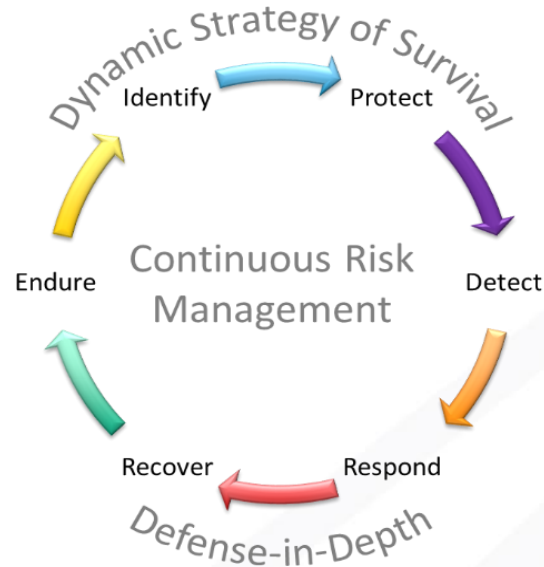 Dynamic Strategy of Survival
Identify
Protect
Endure
Continuous Risk
Management
Detect
Recover
Respond
Defense-in-Depth